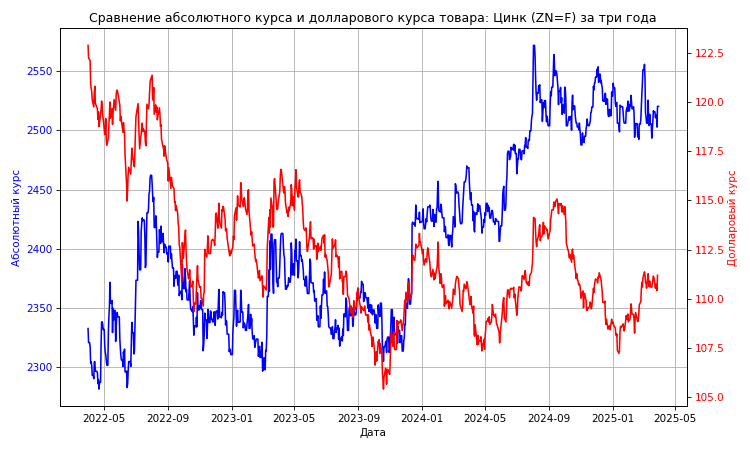 Сравнение абсолютного курса и долларового курса товара: Цинк (ZN=F) за три года
Абсолютный курс
2550
2500
2450
2400
2350
2300
122.5
120.0
117.5
115.0
112.5
110.0
107.5
105.0
Долларовый курс
2022-05 2022-09 2023-01 2023-05 2023-09 2024-01 2024-05 2024-09 2025-01 2025-05
Дата